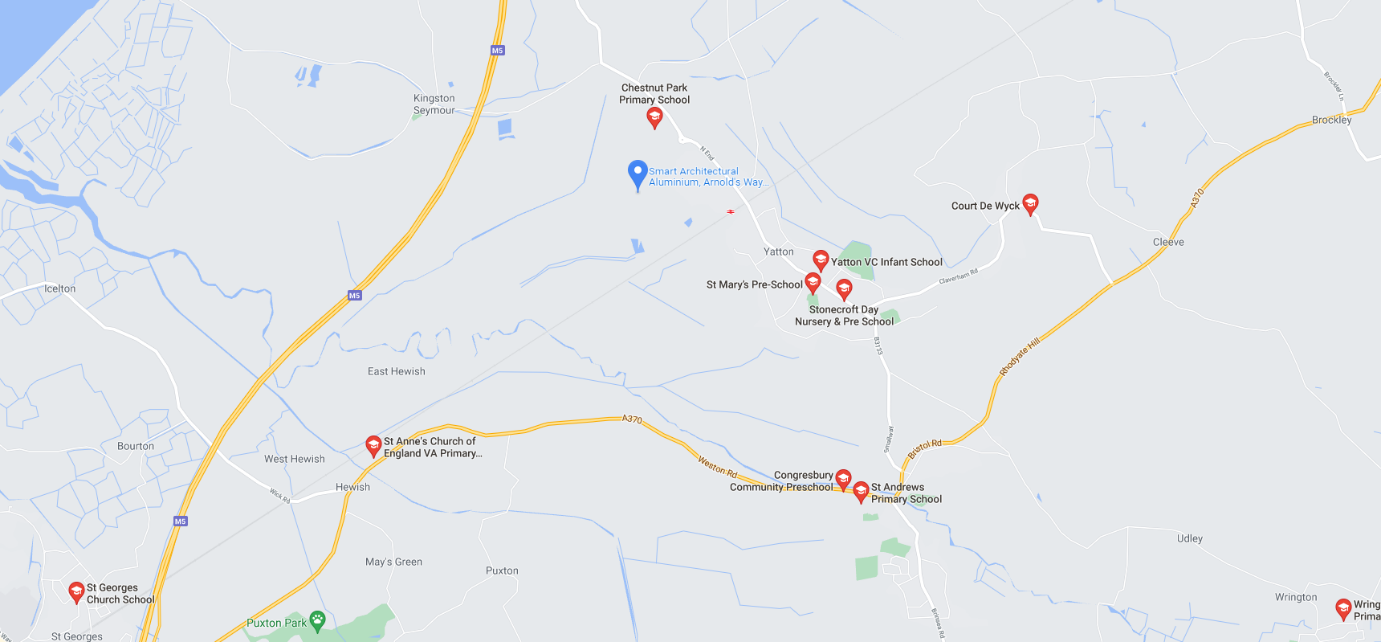 M5
Chestnut Park
Primary School
Kingston
Seymour
Brockley Ln
Brockley
N End
Smart Architectural
Aluminium, Arnold's Way...
A370
Court De Wyck
Cleeve
Yatton
Yatton VC Infant School
St Mary's Pre-School
Claverham Rd
Icelton
M5
Stonecroft Day
Nursery & Pre School
B3133
Rhodyate Hill
East Hewish
A370
St Anne's Church of
England VA Primary...
Bourton
Smallway
Bristol Rd
West Hewish
Weston Rd
Congresbury
Community Preschool
St Andrews
Primary School
Hewish
Wick Rd
M5
Udley
May's Green
Puxton
St Georges
Church School
Wrington
Wring
Prima
Puxton Park
Brinsea Rd
St Georges